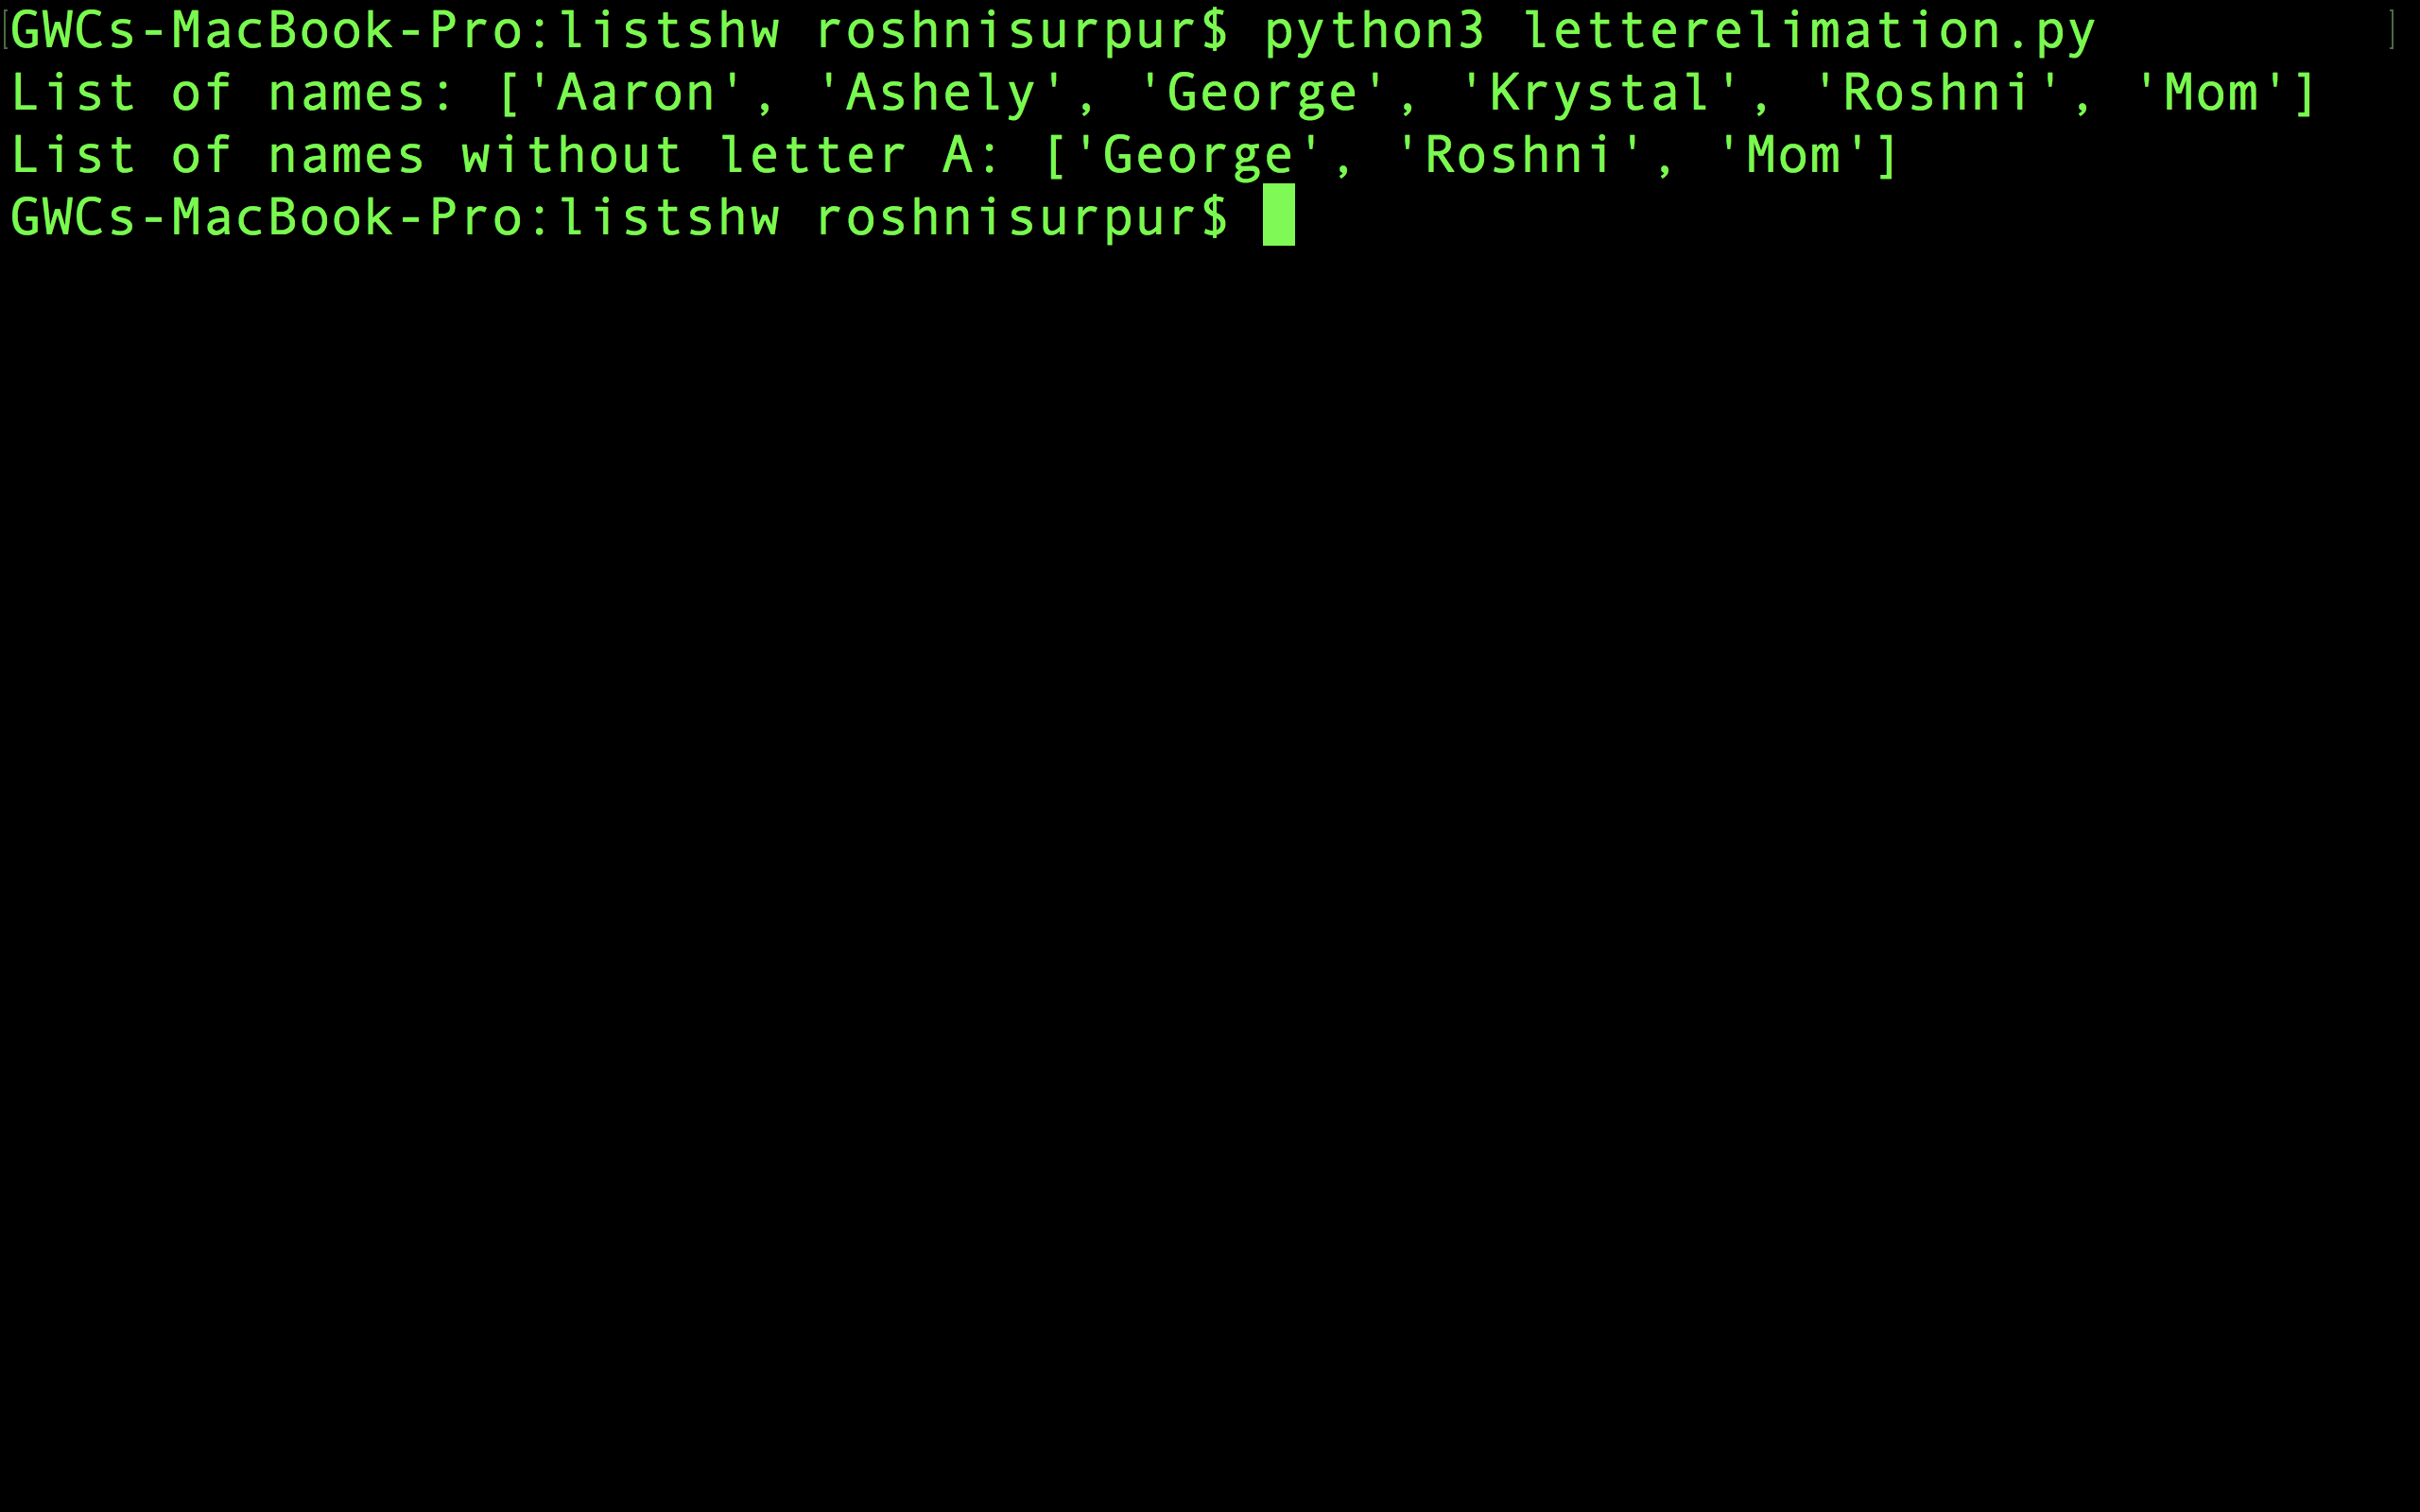 [GWCs-MacBook-Pro:listshw roshnisurpur$ python3 letterelimation.py ]
List of names: ['Aaron', 'Ashely', 'George', 'Krystal', 'Roshni', 'Mom']
List of names without letter A: ['George', 'Roshni', 'Mom']
GWCs-MacBook-Pro:listshw roshnisurpur$